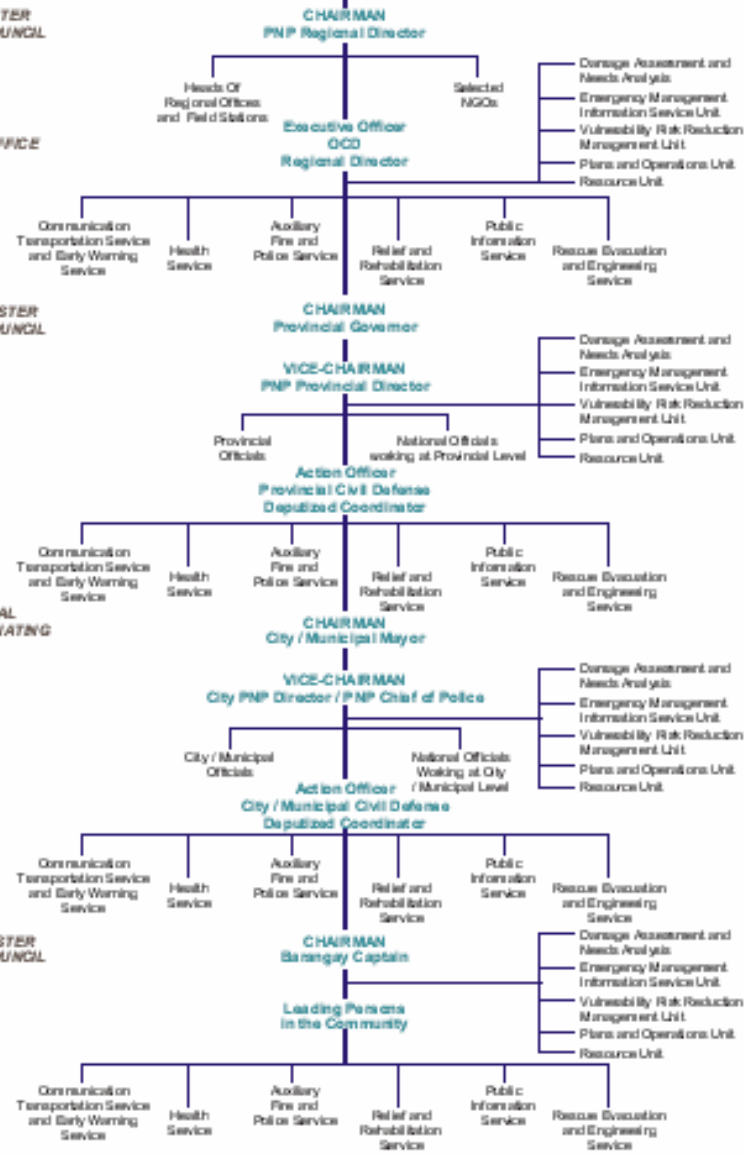 TER
CHAIRMAN
UNCIL
PNP Regional Director
Heads Of
Regional Offices
and Field Stations
Selected
NGOs
Damage Assessment and
Needs Analysis
Emergency Management
Information Service Unit
Vulnerability Risk Reduction
Management Unit
Plans and Operations Unit
Resource Unit
FFICE
Executive Officer
OCD
Regional Director
Communication
Transportation Service
and Early Warning
Service
Health
Service
Auxiliary
Fire and
Police Service
Relief and
Rehabilitation
Service
Public
Information
Service
Rescue Evacuation
and Engineering
Service
STER
OUNCIL
CHAIRMAN
Provincial Governor
VICE-CHAIRMAN
PNP Provincial Director
Damage Assessment and
Needs Analysis
Emergency Management
Information Service Unit
Vulnerability Risk Reduction
Management Unit
Plans and Operations Unit
Resource Unit
Provincial
Officials
National Officials
working at Provincial Level
Action Officer
Provincial Civil Defense
Deputized Coordinator
Communication
Transportation Service
and Early Warning
Service
Health
Service
Auxiliary
Fire and
Police Service
Relief and
Rehabilitation
Service
Public
Information
Service
Rescue Evacuation
and Engineering
Service
AL
NATING
CHAIRMAN
City / Municipal Mayor
VICE-CHAIRMAN
City PNP Director / PNP Chief of Police
Damage Assessment and
Needs Analysis
Emergency Management
Information Service Unit
Vulnerability Risk Reduction
Management Unit
Plans and Operations Unit
Resource Unit
City / Municipal
Officials
National Officials
Working at City
/ Municipal Level
Action Officer
City / Municipal Civil Defense
Deputized Coordinator
Communication
Transportation Service
and Early Warning
Service
Health
Service
Auxiliary
Fire and
Police Service
Relief and
Rehabilitation
Service
Public
Information
Service
Rescue Evacuation
and Engineering
Service
STER
UNCIL
CHAIRMAN
Barangay Captain
Damage Assessment and
Needs Analysis
Emergency Management
Information Service Unit
Vulnerability Risk Reduction
Management Unit
Plans and Operations Unit
Resource Unit
Leading Persons
in the Community
Communication
Transportation Service
and Early Warning
Service
Health
Service
Auxiliary
Fire and
Police Service
Relief and
Rehabilitation
Service
Public
Information
Service
Rescue Evacuation
and Engineering
Service